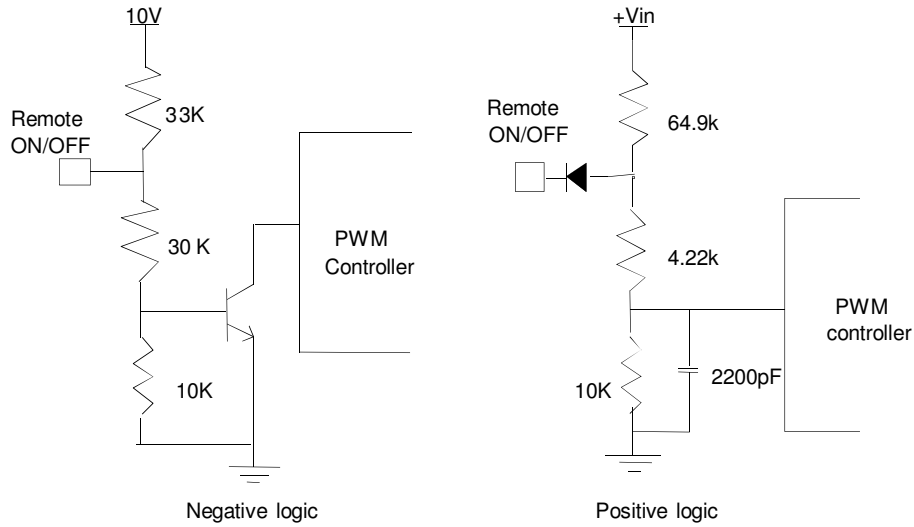 10V
33K
Remote
ON/OFF
30 K
10K
PWM
Controller
Negative logic
+Vin
64.9k
Remote
ON/OFF
4.22k
10K
2200pF
PWM
controller
Positive logic